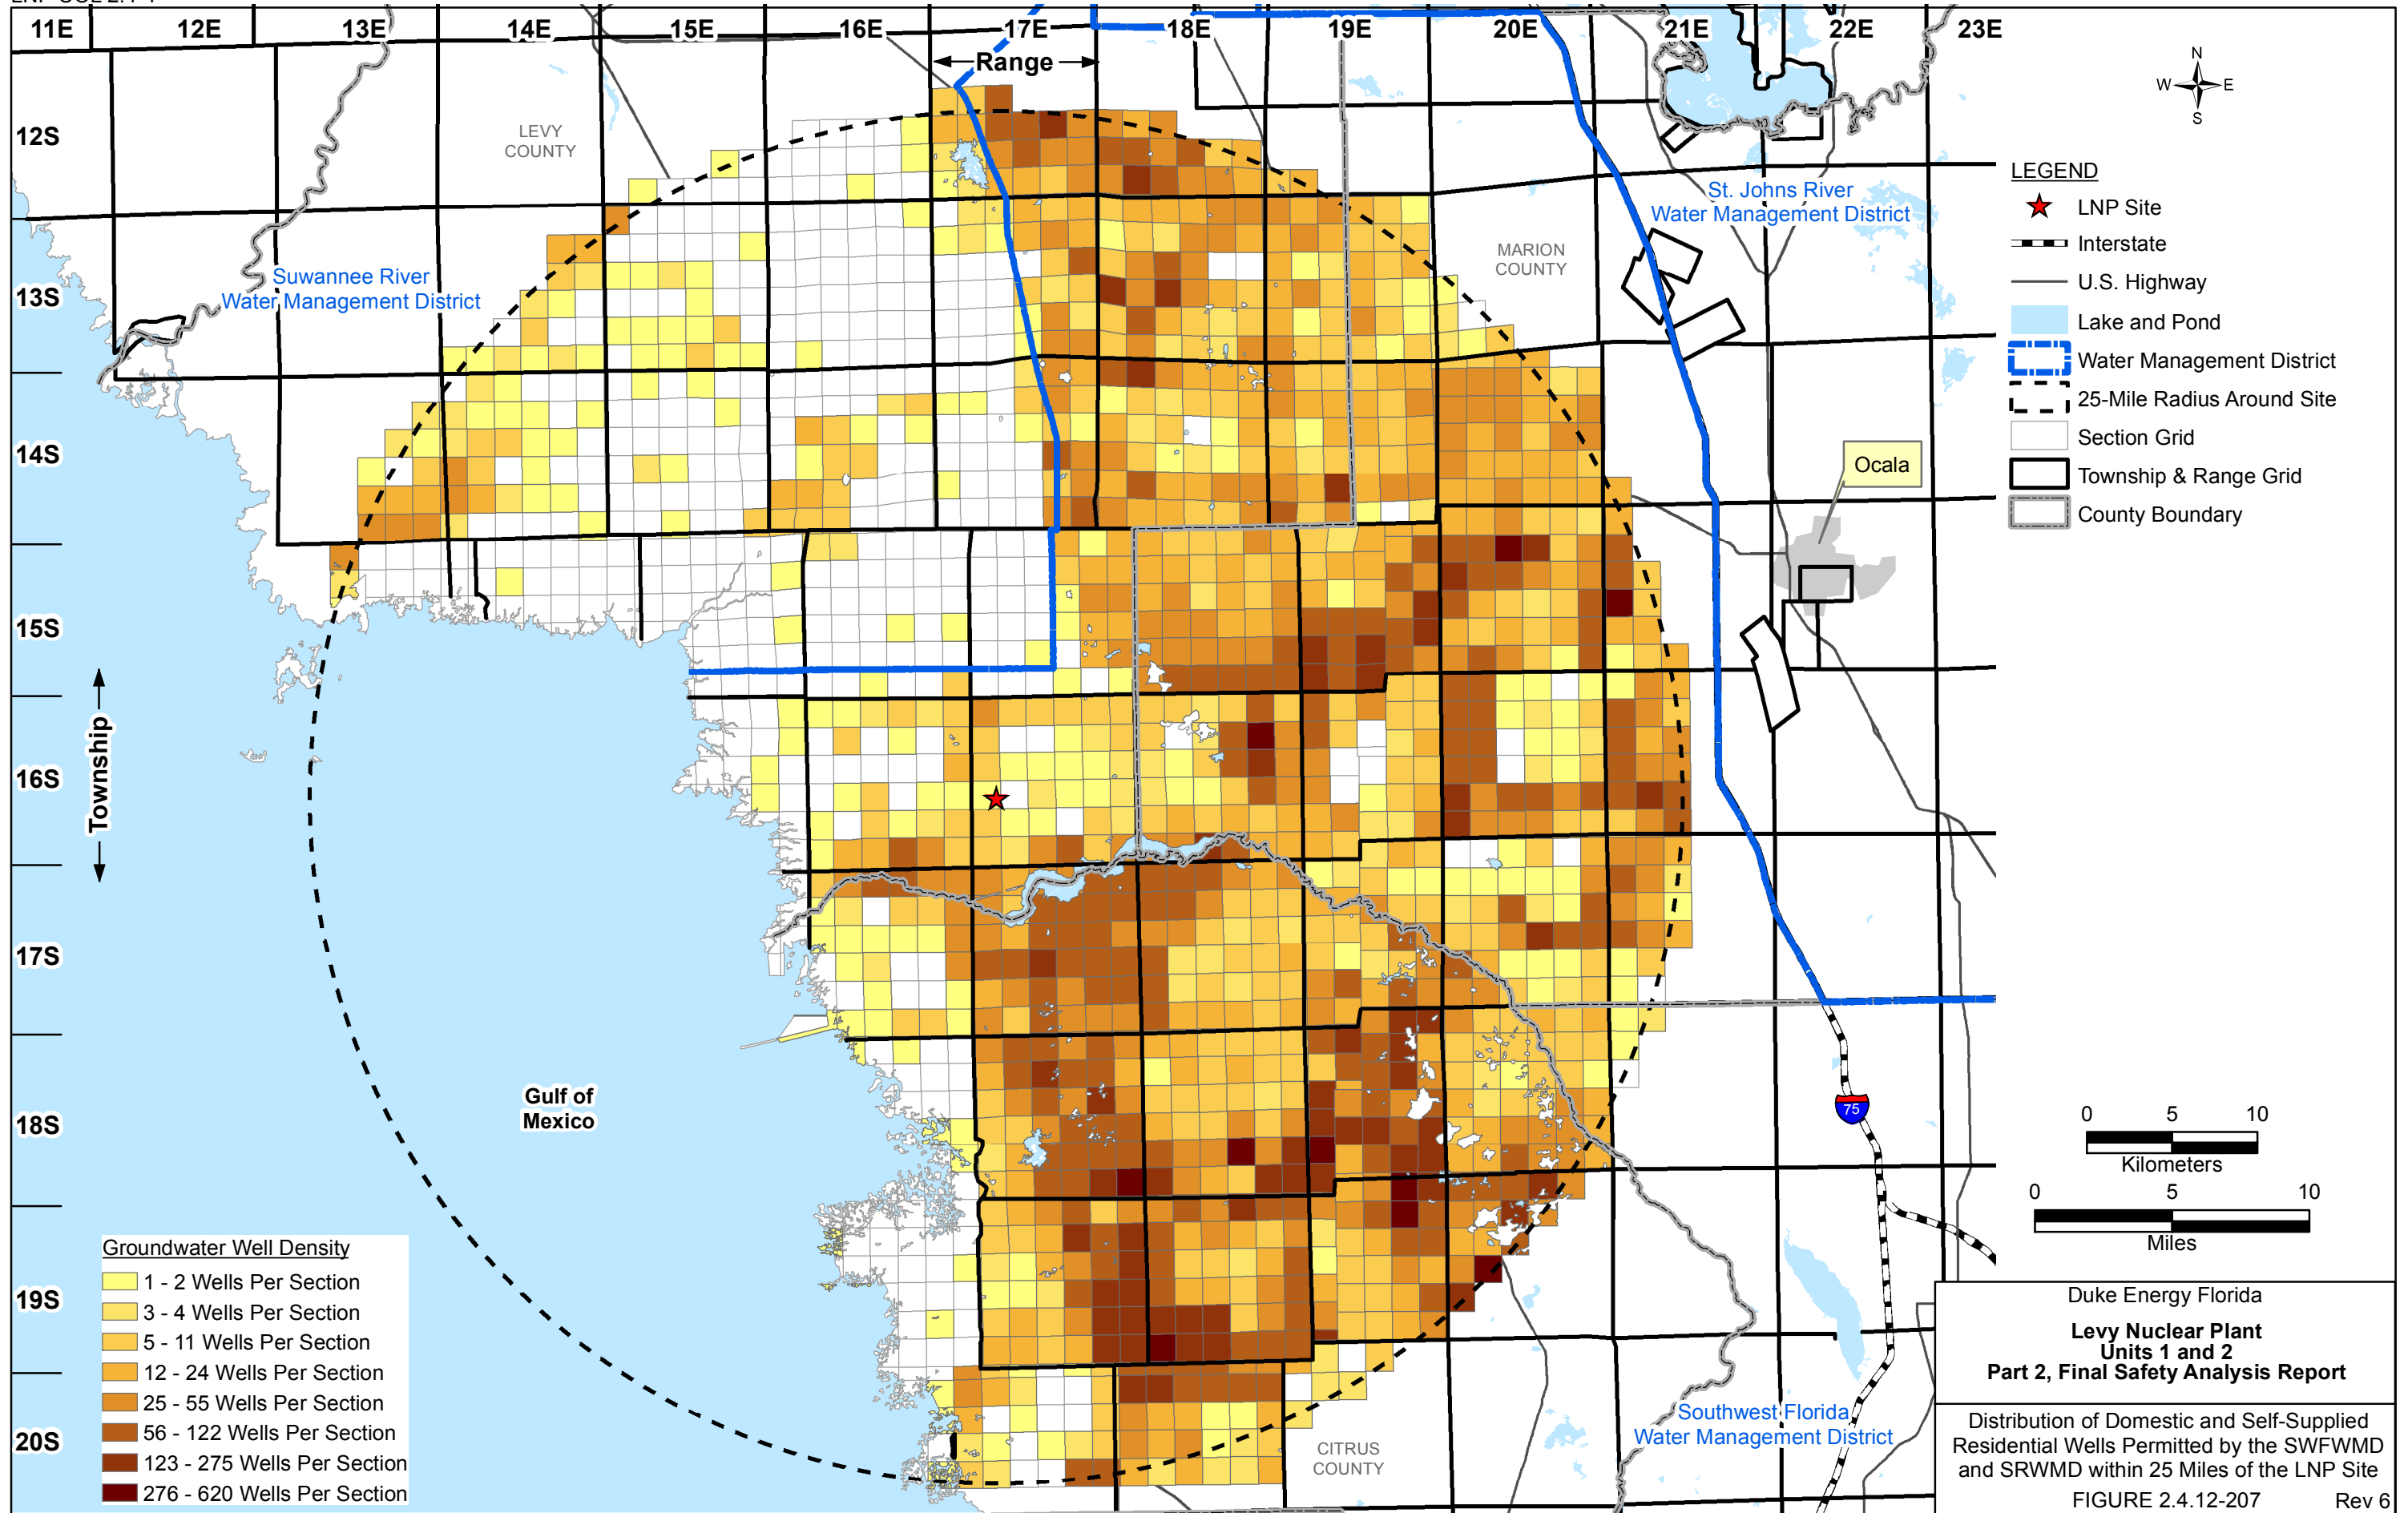 11E 12E 13E 14E 15E 16E 17E 18E 19E 20E 21E 22E 23E
Range
N
W E
S
12S
13S
14S
15S
16S
17S
18S
19S
20S
Township
LEVY
COUNTY
Suwannee River
Water Management District
MARION
COUNTY
St. Johns River
Water Management District
Ocala
Gulf of
Mexico
75
CITRUS
COUNTY
Southwest Florida
Water Management District
LEGEND
LNP Site
Interstate
U.S. Highway
Lake and Pond
Water Management District
25-Mile Radius Around Site
Section Grid
Township & Range Grid
County Boundary
0 5 10
Kilometers
0 5 10
Miles
Groundwater Well Density
1 - 2 Wells Per Section
3 - 4 Wells Per Section
5 - 11 Wells Per Section
12 - 24 Wells Per Section
25 - 55 Wells Per Section
56 - 122 Wells Per Section
123 - 275 Wells Per Section
276 - 620 Wells Per Section
Duke Energy Florida
Levy Nuclear Plant
Units 1 and 2
Part 2, Final Safety Analysis Report
Distribution of Domestic and Self-Supplied
Residential Wells Permitted by the SWFWMD
and SRWMD within 25 Miles of the LNP Site
FIGURE 2.4.12-207 Rev 6